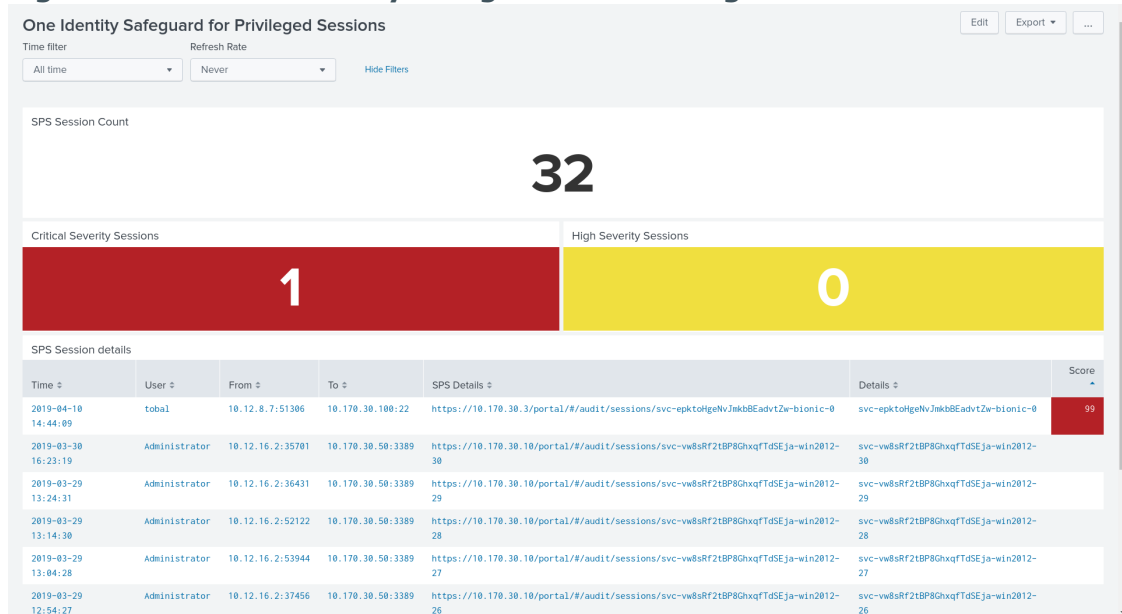 One Identity Safeguard for Privileged Sessions
Edit Export ...
Time filter Refresh Rate
All time Never Hide Filters
SPS Session Count
32
Critical Severity Sessions High Severity Sessions
1 0
SPS Session details
Score
Time User From To SPS Details Details
2019-04-10 tobal 10.12.8.7:51306 10.170.30.100:22 https://10.170.30.3/portal/#/audit/sessions/svc-epktoHgeNvJmkbBEadvtZw-bionic-0 svc-epktoHgeNvJmkbBEadvtZw-bionic-0 99
14:44:09
2019-03-30 Administrator 10.12.16.2:35701 10.170.30.50:3389 https://10.170.30.10/portal/#/audit/sessions/svc-vw8sRf2tBP8GhxqfTdSEja-win2012- svc-vw8sRf2tBP8GhxqfTdSEja-win2012-
16:23:19 30 30
2019-03-29 Administrator 10.12.16.2:36431 10.170.30.50:3389 https://10.170.30.10/portal/#/audit/sessions/svc-vw8sRf2tBP8GhxqfTdSEja-win2012- svc-vw8sRf2tBP8GhxqfTdSEja-win2012-
13:24:31 29 29
2019-03-29 Administrator 10.12.16.2:52122 10.170.30.50:3389 https://10.170.30.10/portal/#/audit/sessions/svc-vw8sRf2tBP8GhxqfTdSEja-win2012- svc-vw8sRf2tBP8GhxqfTdSEja-win2012-
13:14:30 28 28
2019-03-29 Administrator 10.12.16.2:53944 10.170.30.50:3389 https://10.170.30.10/portal/#/audit/sessions/svc-vw8sRf2tBP8GhxqfTdSEja-win2012- svc-vw8sRf2tBP8GhxqfTdSEja-win2012-
13:04:28 27 27
2019-03-29 Administrator 10.12.16.2:37456 10.170.30.50:3389 https://10.170.30.10/portal/#/audit/sessions/svc-vw8sRf2tBP8GhxqfTdSEja-win2012- svc-vw8sRf2tBP8GhxqfTdSEja-win2012-
12:54:27 26 26